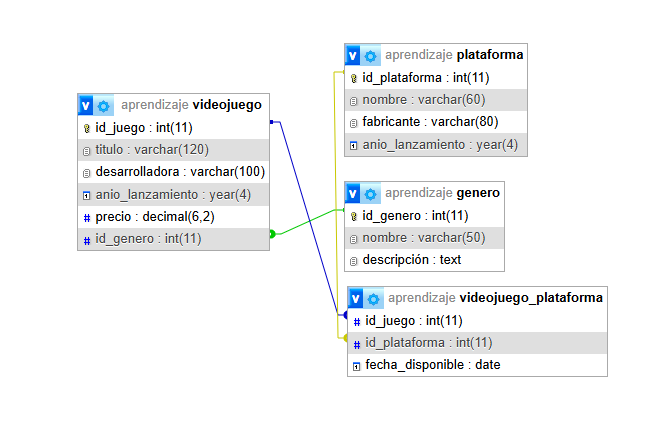 aprendizaje plataforma
id_plataforma : int(11)
nombre : varchar(60)
fabricante : varchar(80)
anio_lanzamiento : year(4)
aprendizaje videojuego
id_juego : int(11)
titulo : varchar(120)
desarrolladora : varchar(100)
anio_lanzamiento : year(4)
# precio : decimal(6,2)
# id_genero : int(11)
aprendizaje genero
id_genero : int(11)
nombre : varchar(50)
descripción : text
aprendizaje videojuego_plataforma
# id_juego : int(11)
# id_plataforma : int(11)
fecha_disponible : date